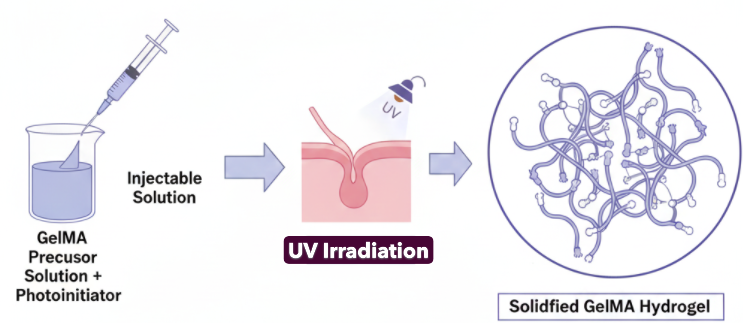 GelMA
Precusor
Solution +
Photoinitiator
Injectable
Solution
UV
UV Irradiation
Solidfied GelMA Hydrogel